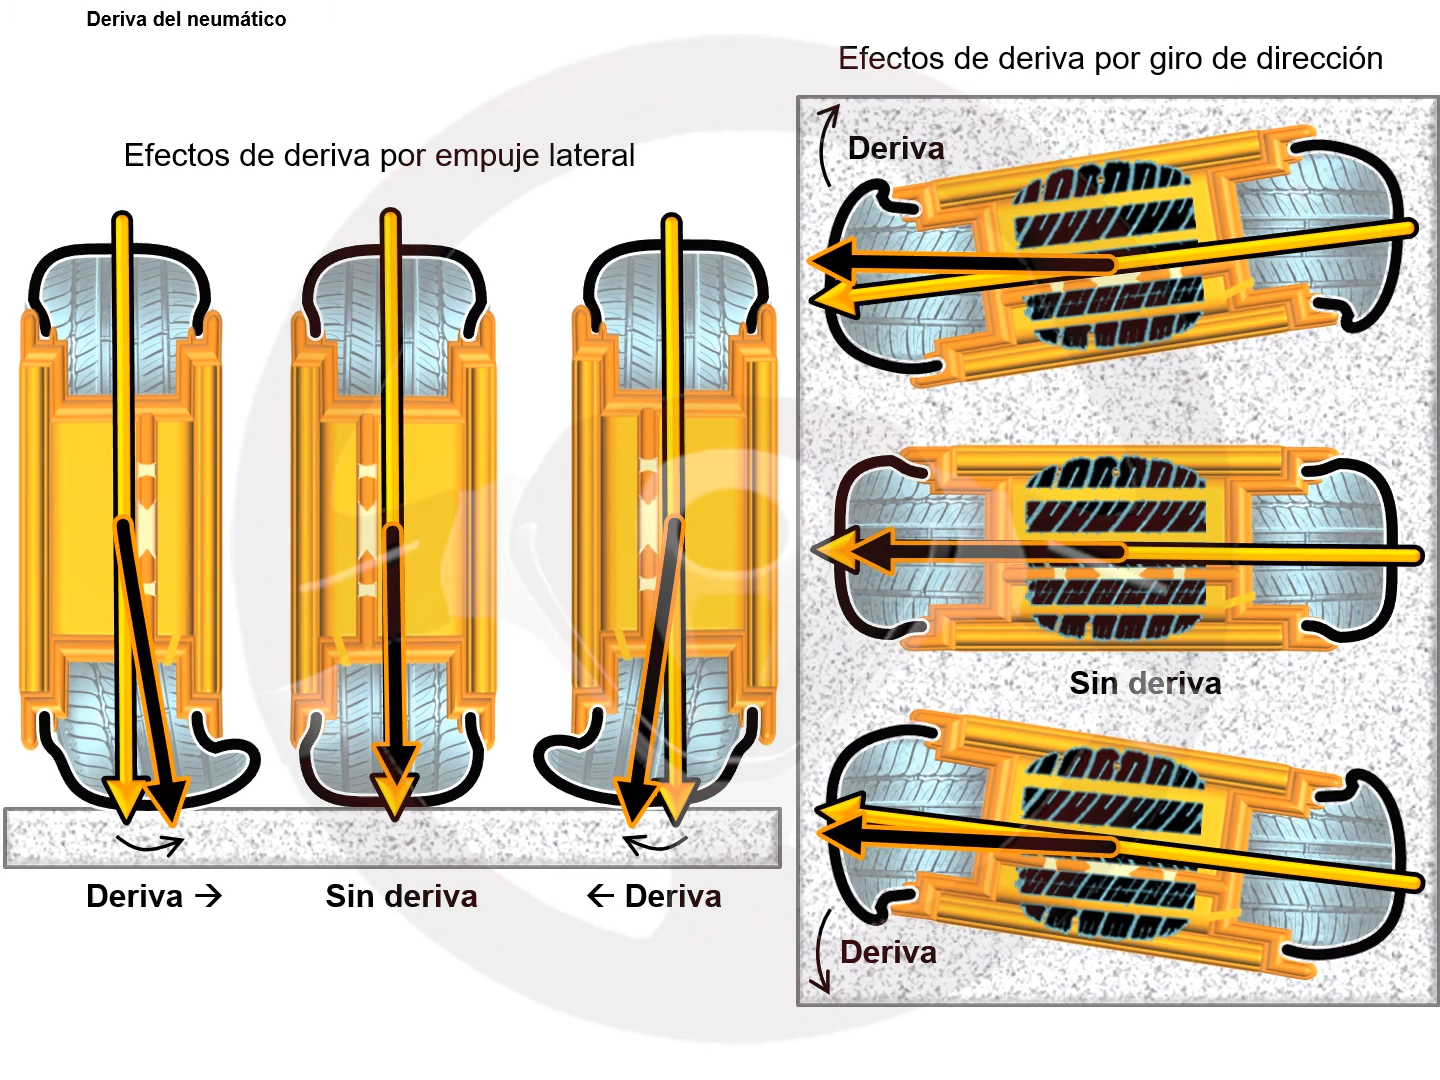 Deriva del neumático
Efectos de deriva por giro de dirección
Efectos de deriva por empuje lateral
Deriva
Sin deriva
Deriva →
Sin deriva
← Deriva
Deriva